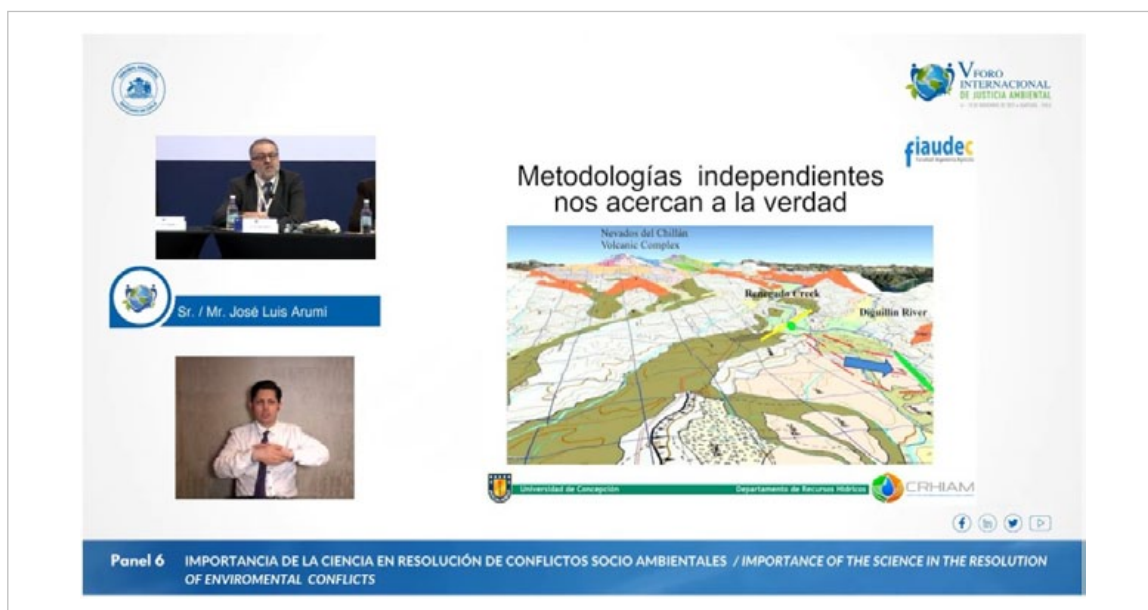 V FORO
INTERNACIONAL
DE JUSTICIA AMBIENTAL
fiaudec
Metodologías independientes
nos acercan a la verdad
Nevados del Chillán
Volcanic Complex
Renegado Creek
Diguillin River
Sr. / Mr. José Luis Arumí
Universidad de Concepción
Departamento de Recursos Hídricos
CRHIAM
Panel 6
IMPORTANCIA DE LA CIENCIA EN RESOLUCIÓN DE CONFLICTOS SOCIO AMBIENTALES / IMPORTANCE OF THE SCIENCE IN THE RESOLUTION
OF ENVIROMENTAL CONFLICTS